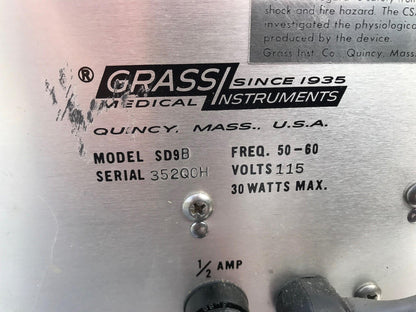 shock and fire hazard. The CS
investigated the physiologica
produced by the device.
Grass Inst. Co. Quincy, Mass.
® GRASS SINCE 1935
MEDICAL INSTRUMENTS
QUINCY, MASS., U.S.A.
MODEL SD9B FREQ. 50-60
SERIAL 352Q0H VOLTS 115
30 WATTS MAX.
1/2 AMP